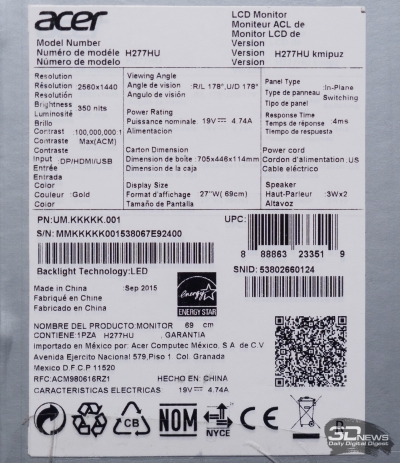 acer
LCD Monitor
Moniteur ACL de
Monitor LCD de
Model Number
Numéro de modèle H277HU
Número de modelo
Version
Version H277HU kmipuz
Versión
Resolution
Résolution 2560x1440
Resolución
Brightness
Luminosité 350 nits
Brillo
Contrast 100,000,000:1
Contraste Max(ACM)
Contraste
Input
Entrée :DP/HDMI/USB
Entrada
Color
Couleur : Gold
Color
Viewing Angle
Angle de vision :R/L 178°,U/D 178°
Angulo de visión
Power Rating
Puissance nominale :19V⎓4.74A
Alimentacion
Carton Dimension
Dimension de boîte :705x446x114mm
Dimensión de la caja
Display Size
Format d'affichage :27"W( 69cm)
Tamaño de Pantalla
Panel Type
Type de panneau :In-Plane
Tipo de panel Switching
Response Time
Temps de réponse :4ms
Tiempo de respuesta
Power cord
Cordon d'alimentation :US
Cable eléctrico
Speaker
Haut-Parleur :3Wx2
Altavoz
PN:UM.KKKKK.001
S/N: MMKKKKK001538067E92400
UPC:
8 88863 23351 9
Backlight Technology:LED
SNID: 53802660124
Made in China :Sep 2015
Fabriqué en Chine
Fabricado en China
energy
ENERGY STAR
NOMBRE DEL PRODUCTO:MONITOR 69 cm
CONTIENE:1PZA H277HU , GARANTIA
Importado en México por: Acer Computec México, S.A de C.V
Avenida Ejercito Nacional 579,Piso 1 Col. Granada
Mexico D.F.C.P 11520
RFC:ACM980616RZ1 HECHO EN CHINA
CARACTERISTICAS ELECTRICAS 19V⎓4.74A
CB
NOM
NYCE
CE
3DNEWS
Daily Digital Digest